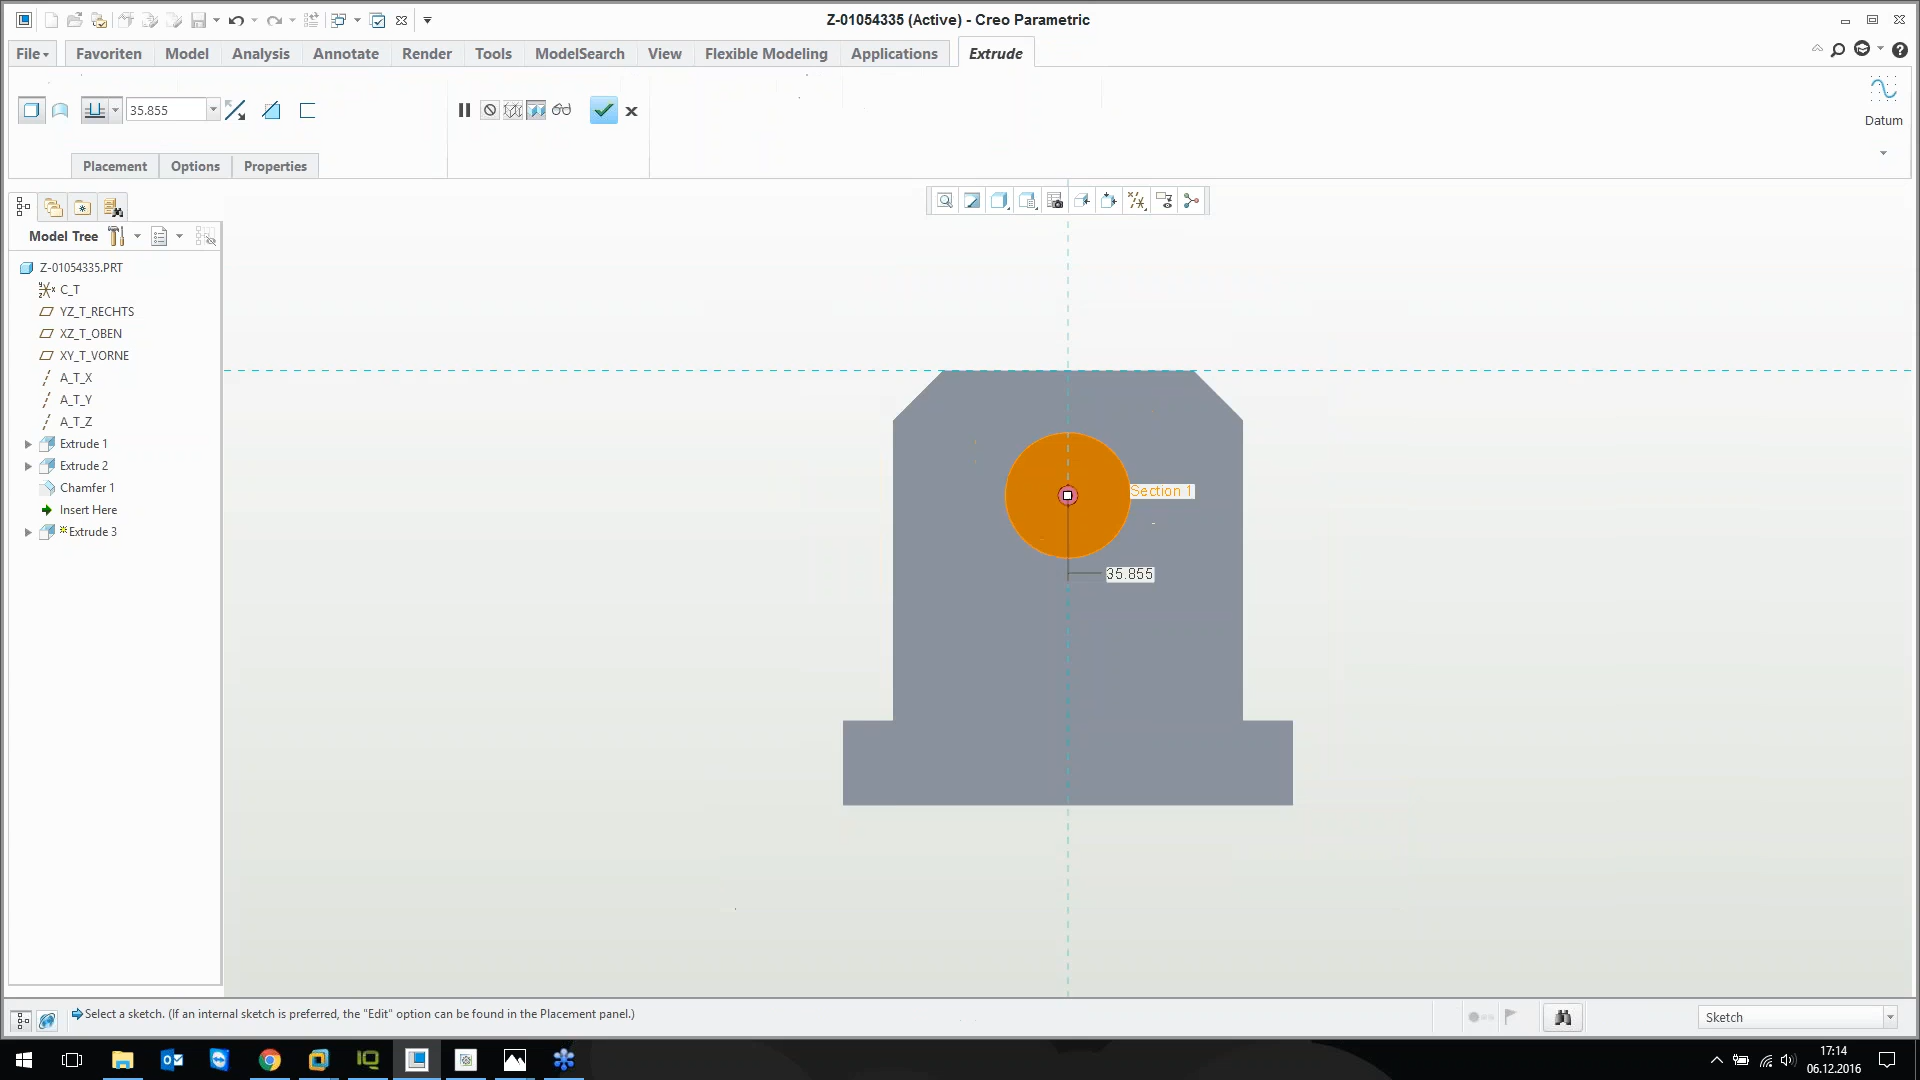 Z-01054335 (Active) - Creo Parametric
File Favoriten Model Analysis Annotate Render Tools ModelSearch View Flexible Modeling Applications Extrude
35.855
Datum
Placement Options Properties
Model Tree
Z-01054335.PRT
C_T
YZ_T_RECHTS
XZ_T_OBEN
XY_T_VORNE
A_T_X
A_T_Y
A_T_Z
Extrude 1
Extrude 2
Chamfer 1
Insert Here
Extrude 3
Section 1
35.855
Select a sketch. (If an internal sketch is preferred, the "Edit" option can be found in the Placement panel.)
Sketch
17:14
06.12.2016